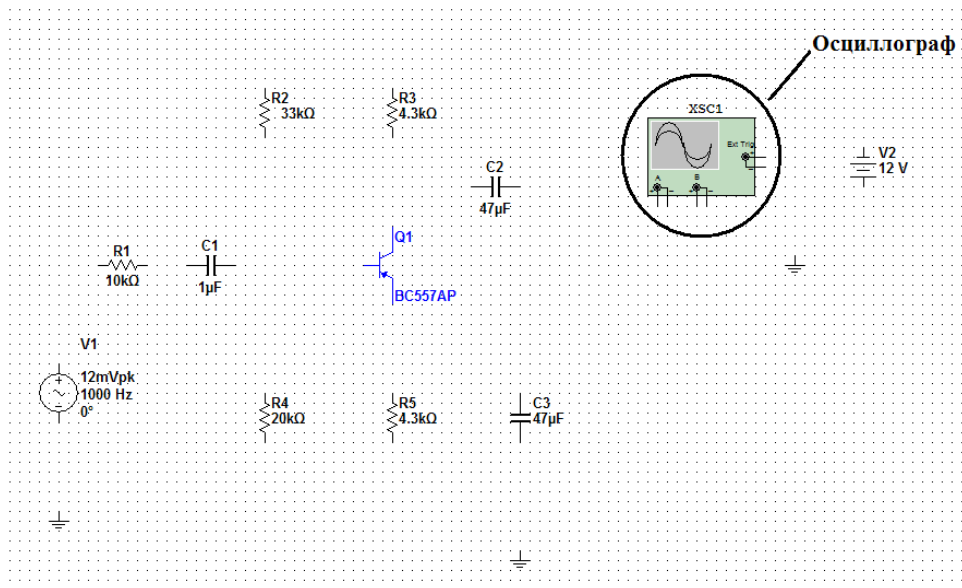 Осциллограф
R2
33kΩ
R3
4.3kΩ
XSC1
Ext Trig
+
A
B
+
+
V2
12 V
C2
47µF
Q1
BC557AP
R1
10kΩ
C1
1µF
V1
12mVpk
1000 Hz
0°
R4
20kΩ
R5
4.3kΩ
C3
47µF